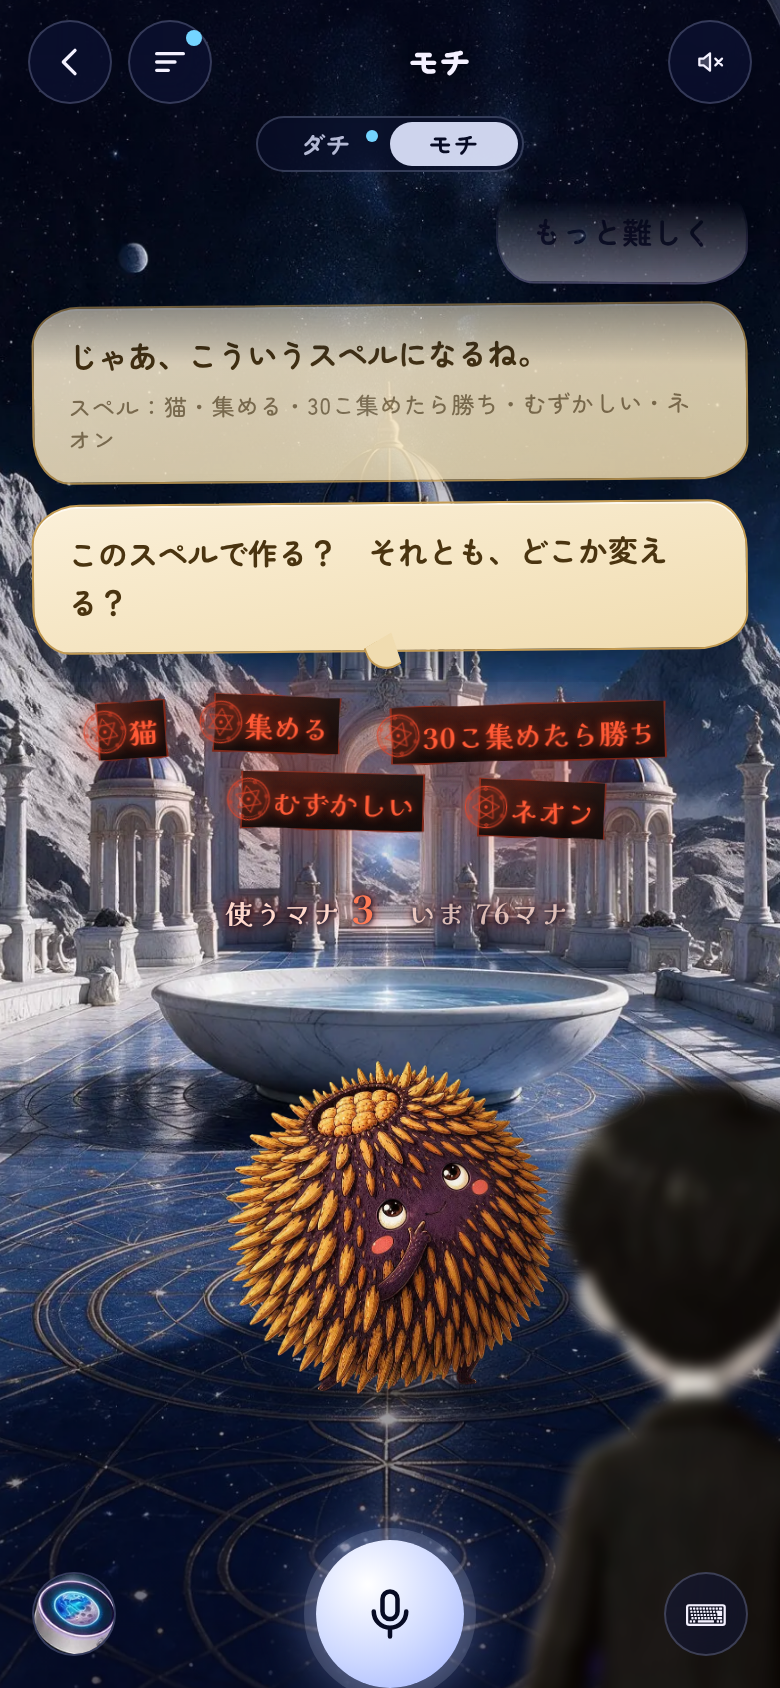 モチ
ダチ
モチ
もっと難しく
じゃあ、こういうスペルになるね。
スペル：猫・集める・30こ集めたら勝ち・むずかしい・ネ
オン
このスペルで作る？　それとも、どこか変え
る？
猫
集める
30こ集めたら勝ち
むずかしい
ネオン
使うマナ 3　いま 76マナ